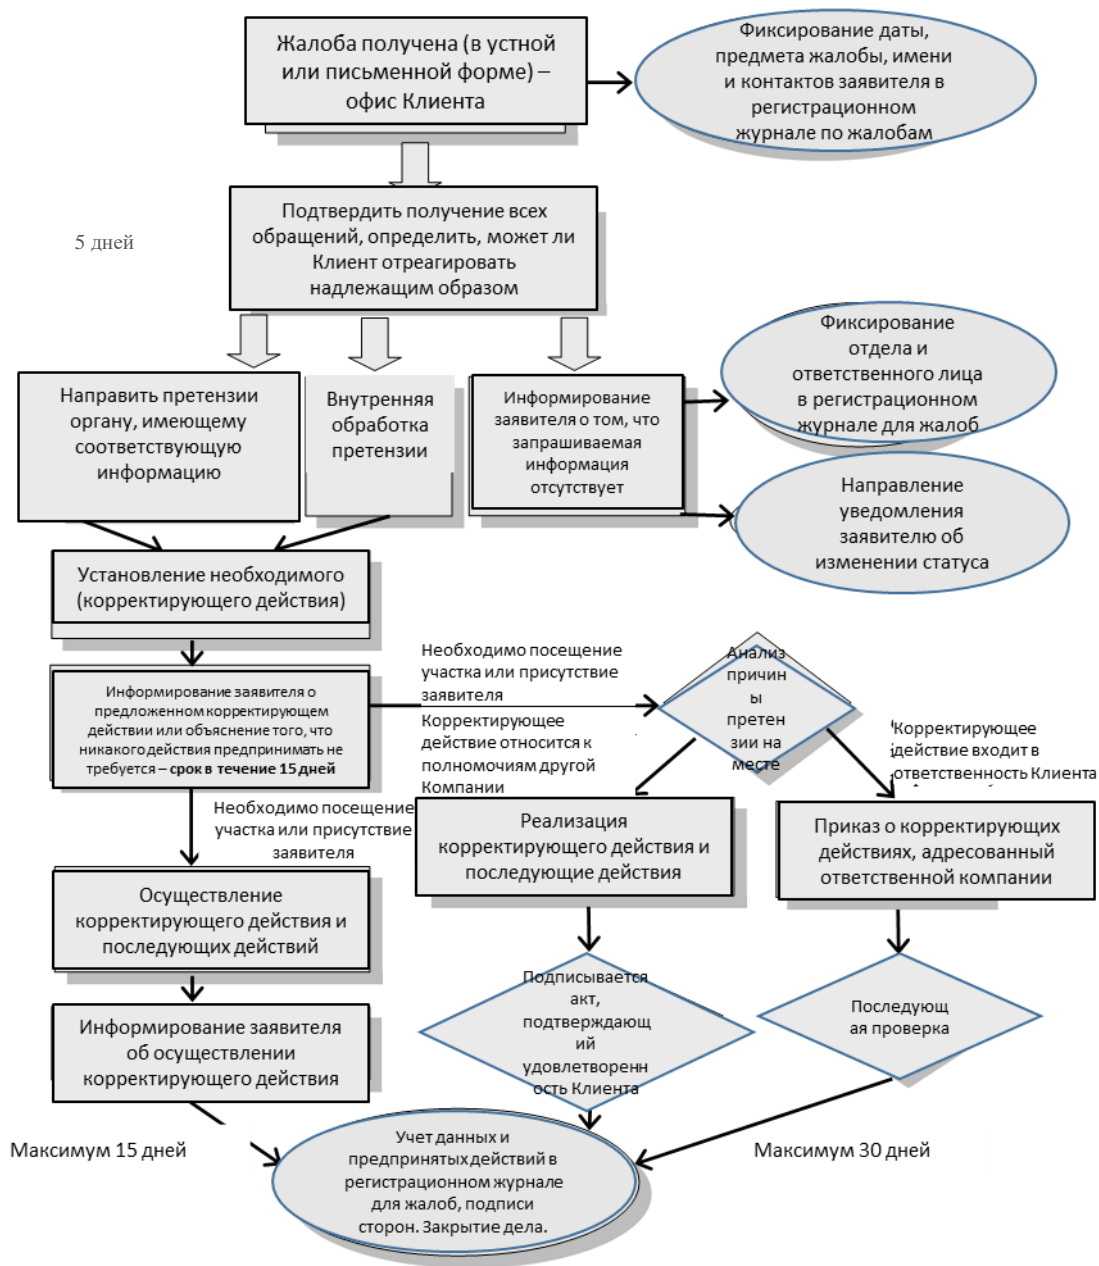 Жалоба получена (в устной
или письменной форме) –
офис Клиента
Фиксирование даты,
предмета жалобы, имени
и контактов заявителя в
регистрационном
журнале по жалобам
5 дней
Подтвердить получение всех
обращений, определить, может ли
Клиент отреагировать
надлежащим образом
Направить претензии
органу, имеющему
соответствующую
информацию
Внутренняя
обработка
претензии
Информирование
заявителя о том, что
запрашиваемая
информация
отсутствует
Фиксирование
отдела и
ответственного лица
в регистрационном
журнале для жалоб
Направление
уведомления
заявителю об
изменении статуса
Установление необходимого
(корректирующего действия)
Информирование заявителя о
предложенном корректирующем
действии или объяснение того, что
никакого действия предпринимать не
требуется – срок в течение 15 дней
Необходимо посещение
участка или присутствие
заявителя
Корректирующее
действие относится к
полномочиям другой
Компании
Анализ
причин
ы
претен
зии на
месте
Корректирующее
действие входит в
ответственность Клиента
Необходимо посещение
участка или присутствие
заявителя
Реализация
корректирующего действия и
последующие действия
Приказ о корректирующих
действиях, адресованный
ответственной компании
Осуществление
корректирующего действия и
последующих действий
Подписывается
акт,
подтверждающ
ий
удовлетворенн
ость Клиента
Последующ
ая проверка
Информирование заявителя
об осуществлении
корректирующего действия
Максимум 15 дней
Учет данных и
предпринятых действий в
регистрационном журнале
для жалоб, подписи
сторон. Закрытие дела.
Максимум 30 дней